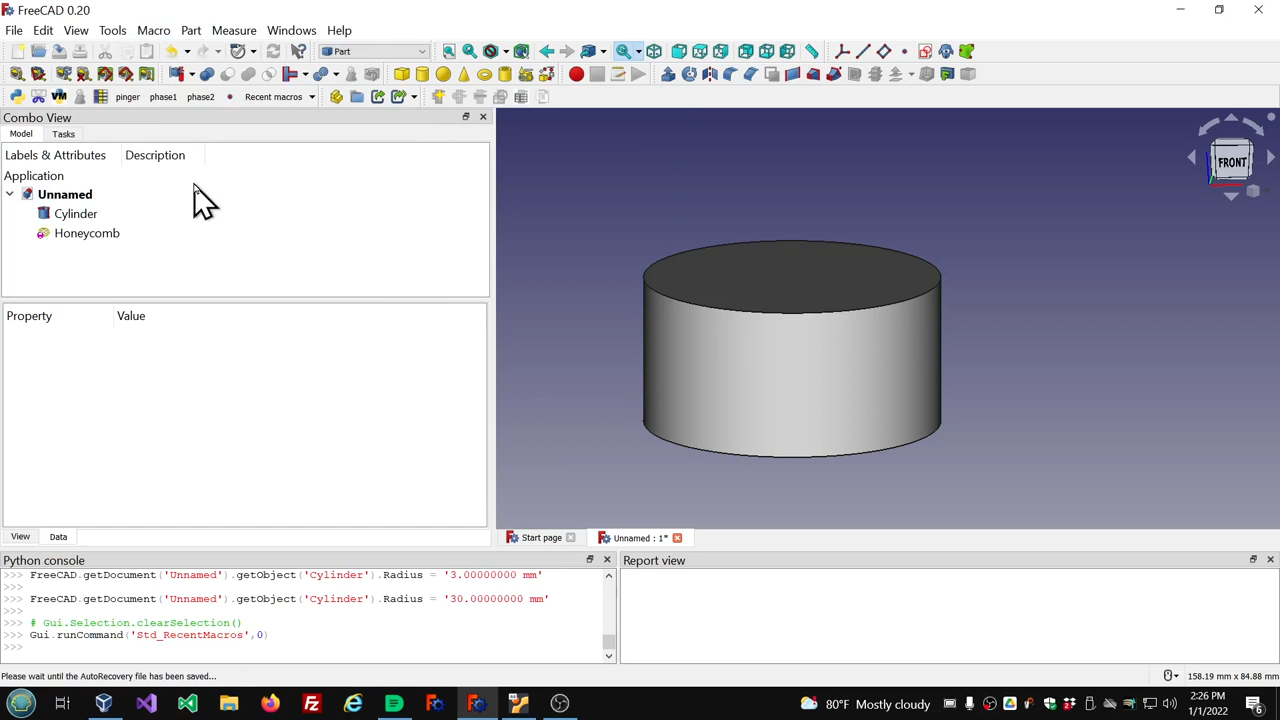 FreeCAD 0.20
File Edit View Tools Macro Part Measure Windows Help
Part
pinger phase1 phase2 Recent macros
Combo View
Model Tasks
Labels & Attributes Description
Application
Unnamed
Cylinder
Honeycomb
FRONT
Property Value
View Data
Start page Unnamed : 1*
Python console
>>> FreeCAD.getDocument('Unnamed').getObject('Cylinder').Radius = '3.00000000 mm'
>>>
>>> FreeCAD.getDocument('Unnamed').getObject('Cylinder').Radius = '30.00000000 mm'
>>>
>>> # Gui.Selection.clearSelection()
>>> Gui.runCommand('Std_RecentMacros',0)
>>>
Report view
Please wait until the AutoRecovery file has been saved...
158.19 mm x 84.88 mm
80°F Mostly cloudy
2:26 PM
1/1/2022
6